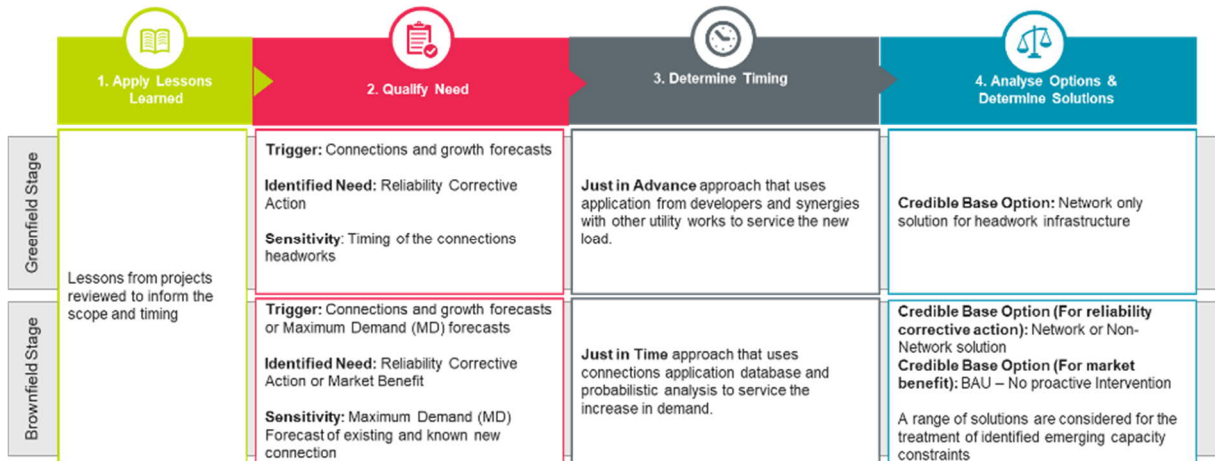 1. Apply Lessons
Learned
2. Qualify Need
3. Determine Timing
4. Analyse Options &
Determine Solutions
Greenfield Stage
Brownfield Stage
Lessons from projects
reviewed to inform the
scope and timing
Trigger: Connections and growth forecasts
Identified Need: Reliability Corrective
Action
Sensitivity: Timing of the connections
headworks
Just in Advance approach that uses
application from developers and synergies
with other utility works to service the new
load.
Credible Base Option: Network only
solution for headwork infrastructure
Trigger: Connections and growth forecasts
or Maximum Demand (MD) forecasts
Identified Need: Reliability Corrective
Action or Market Benefit
Sensitivity: Maximum Demand (MD)
Forecast of existing and known new
connection
Just in Time approach that uses
connections application database and
probabilistic analysis to service the
increase in demand.
Credible Base Option (For reliability
corrective action): Network or Non-
Network solution
Credible Base Option (For market
benefit): BAU – No proactive Intervention
A range of solutions are considered for the
treatment of identified emerging capacity
constraints